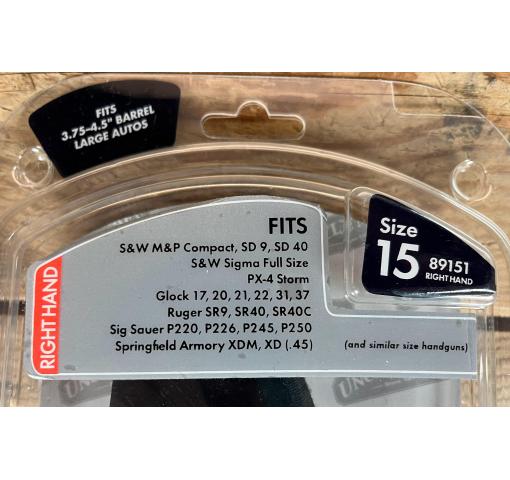 FITS
3.75-4.5" BARREL
LARGE AUTOS
FITS
S&W M&P Compact, SD 9, SD 40
S&W Sigma Full Size
PX-4 Storm
Glock 17, 20, 21, 22, 31, 37
Ruger SR9, SR40, SR40C
Sig Sauer P220, P226, P245, P250
Springfield Armory XDM, XD (.45)
(and similar size handguns)
RIGHT HAND
Size
15
89151
RIGHT HAND